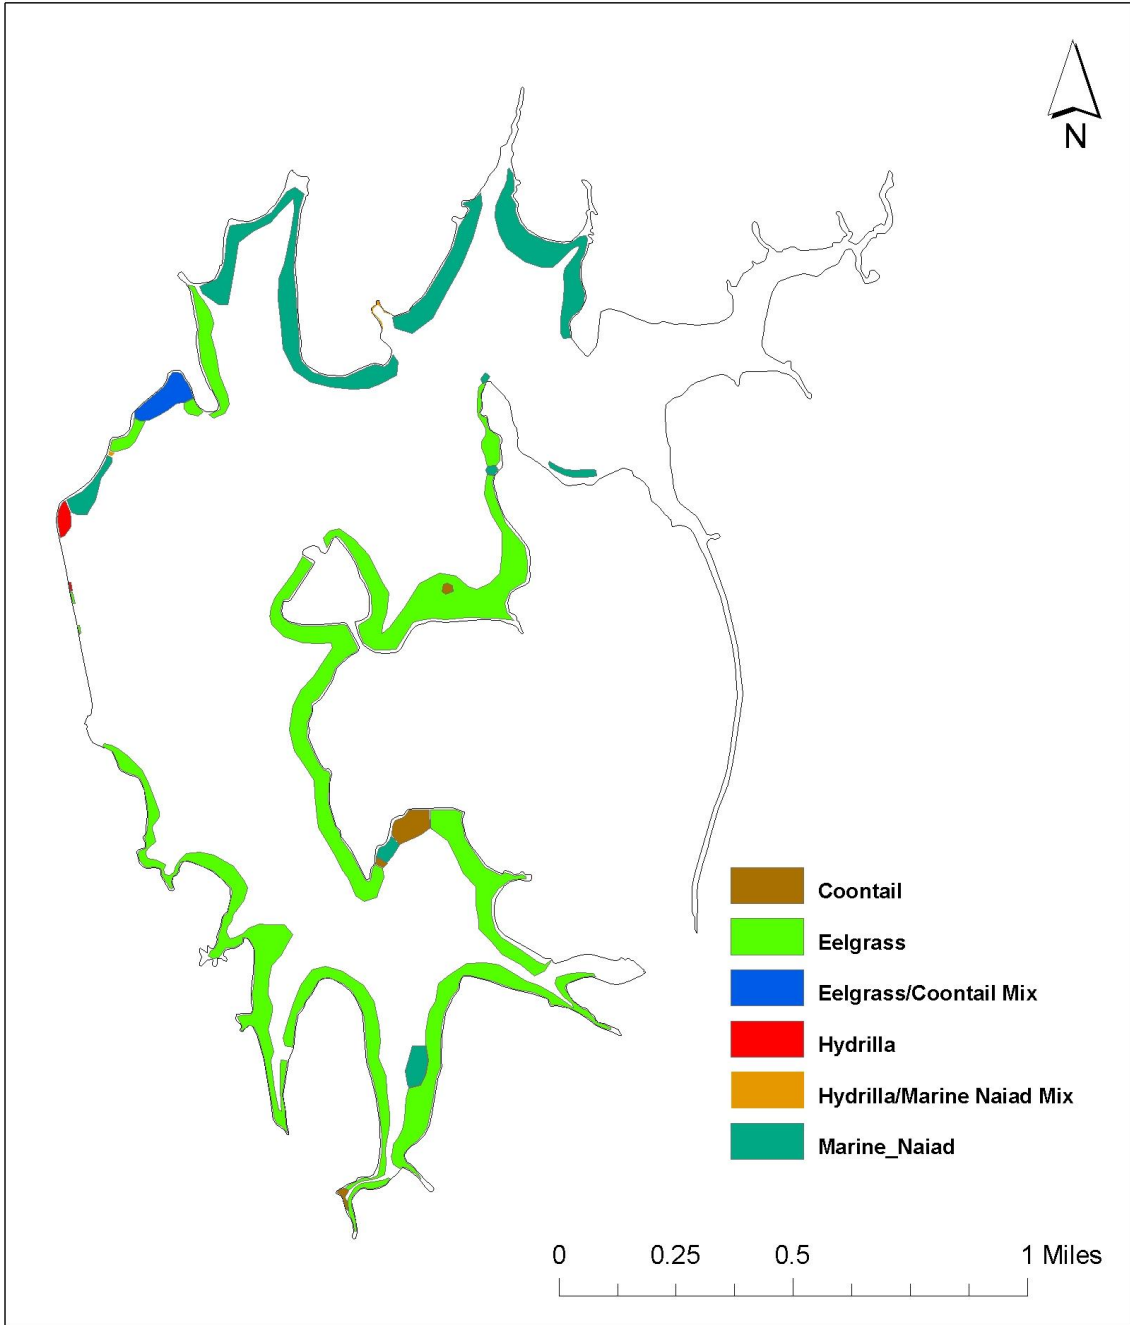 N
Coontail
Eelgrass
Eelgrass/Coontail Mix
Hydrilla
Hydrilla/Marine Naiad Mix
Marine_Naiad
0 0.25 0.5 1 Miles